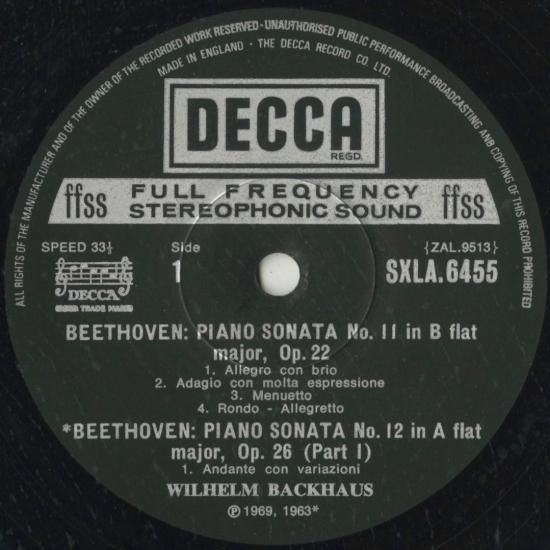 ALL RIGHTS OF THE MANUFACTURER AND OF THE OWNER OF THE RECORDED WORK RESERVED · UNAUTHORISED PUBLIC PERFORMANCE BROADCASTING AND COPYING OF THIS RECORD PROHIBITED
MADE IN ENGLAND · THE DECCA RECORD CO LTD.
DECCA
REGD.
ffss FULL FREQUENCY STEREOPHONIC SOUND ffss
SPEED 33⅓ Side {ZAL.9513}
1 SXLA.6455
DECCA
REGD TRADE MARK
BEETHOVEN: PIANO SONATA No. 11 in B flat
major, Op. 22
1. Allegro con brio
2. Adagio con molta espressione
3. Menuetto
4. Rondo - Allegretto
*BEETHOVEN: PIANO SONATA No. 12 in A flat
major, Op. 26 (Part 1)
1. Andante con variazioni
WILHELM BACKHAUS
℗ 1969, 1963*